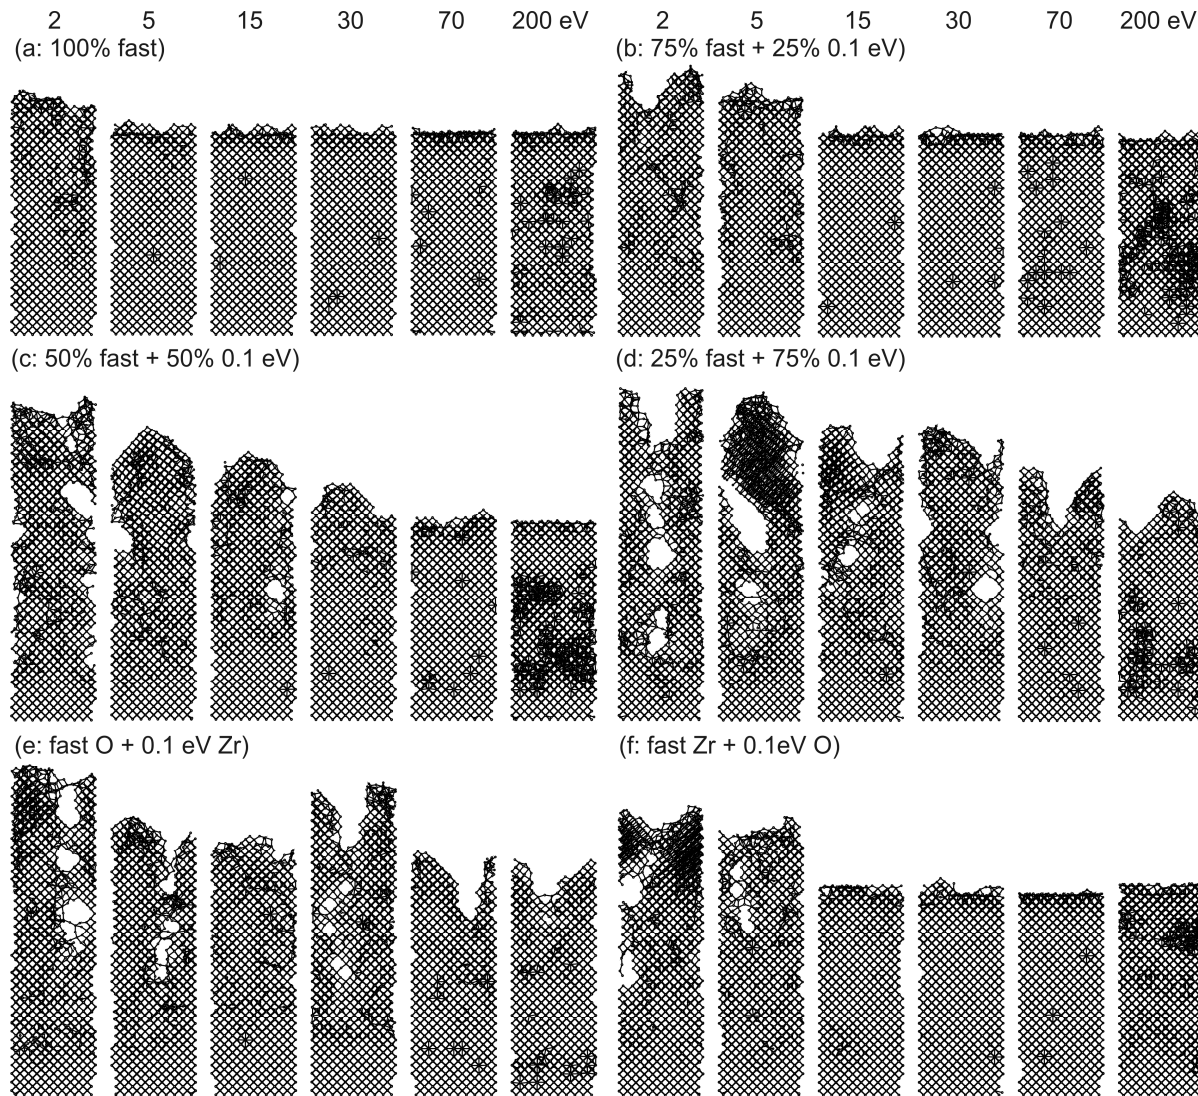 2 5 15 30 70 200 eV 2 5 15 30 70 200 eV
(a: 100% fast) (b: 75% fast + 25% 0.1 eV)
(c: 50% fast + 50% 0.1 eV) (d: 25% fast + 75% 0.1 eV)
(e: fast O + 0.1 eV Zr) (f: fast Zr + 0.1eV O)